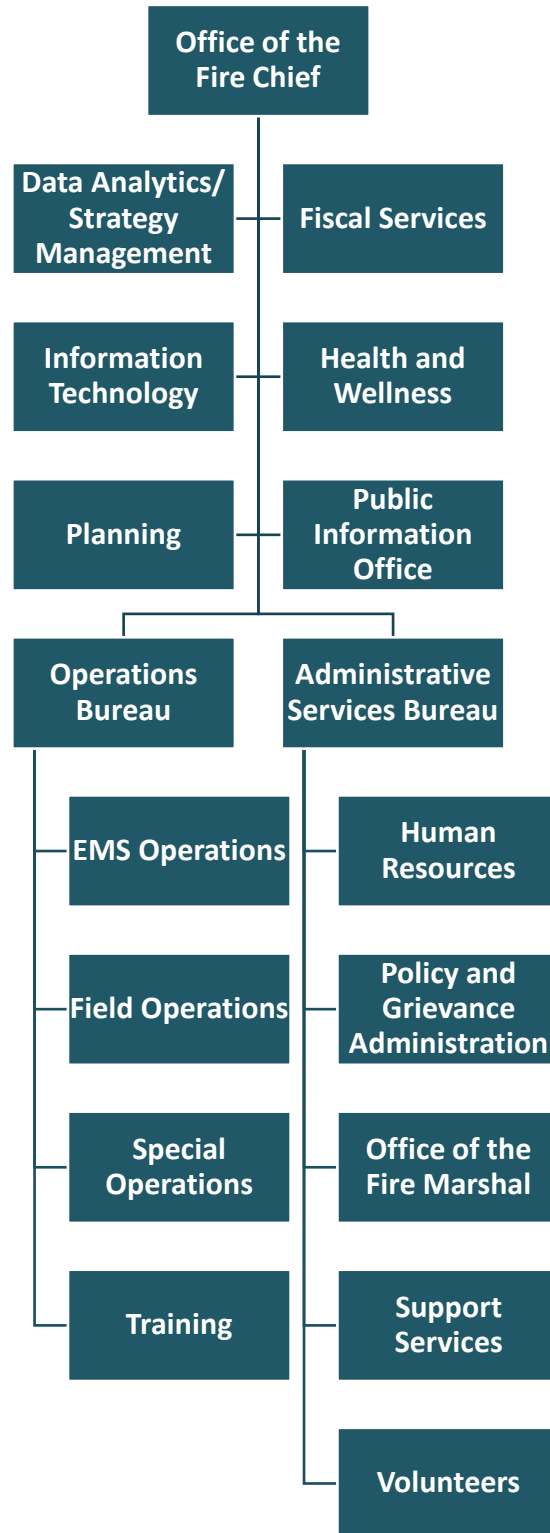 Office of the
Fire Chief
Data Analytics/
Strategy
Management
Fiscal Services
Information
Technology
Health and
Wellness
Planning
Public
Information
Office
Operations
Bureau
Administrative
Services Bureau
EMS Operations
Field Operations
Special
Operations
Training
Human
Resources
Policy and
Grievance
Administration
Office of the
Fire Marshal
Support
Services
Volunteers